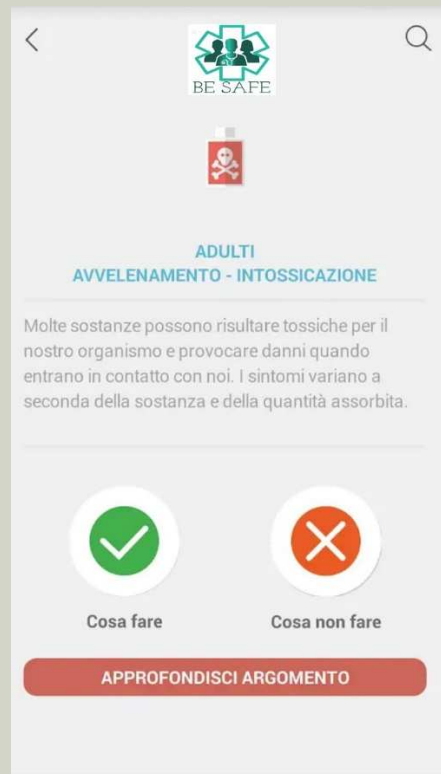 BE SAFE
ADULTI
AVVELENAMENTO - INTOSSICAZIONE
Molte sostanze possono risultare tossiche per il
nostro organismo e provocare danni quando
entrano in contatto con noi. I sintomi variano a
seconda della sostanza e della quantità assorbita.
Cosa fare
Cosa non fare
APPROFONDISCI ARGOMENTO